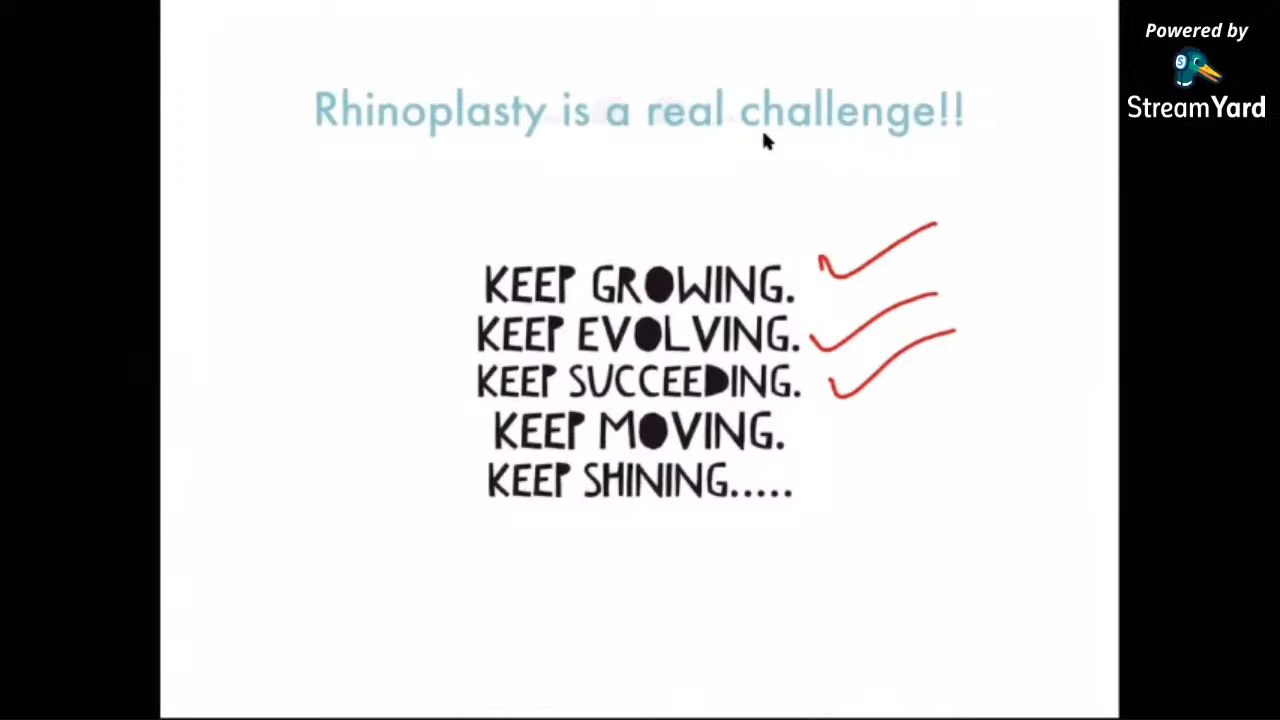 Powered by
StreamYard
Rhinoplasty is a real challenge!!
KEEP GROWING.
KEEP EVOLVING.
KEEP SUCCEEDING.
KEEP MOVING.
KEEP SHINING.....